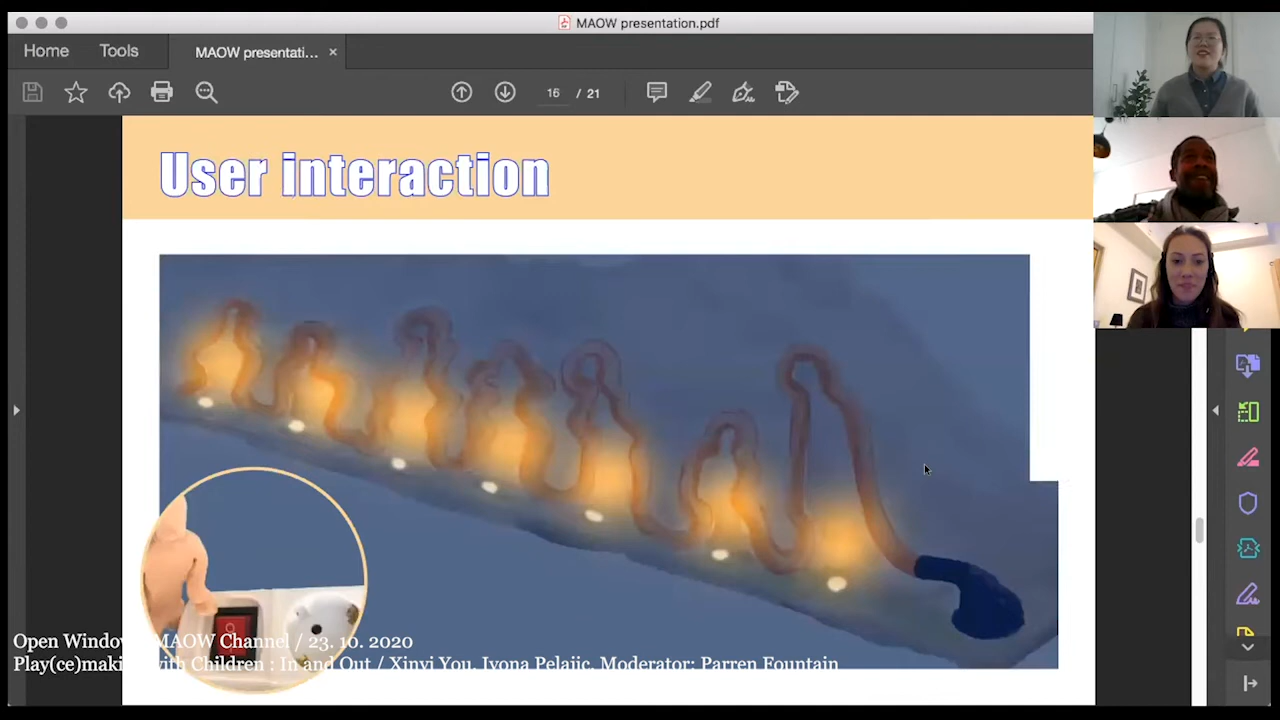 MAOW presentation.pdf
Home Tools MAOW presentati... ×
16 / 21
User interaction
Open Window MAOW Channel / 23. 10. 2020
Play(ce)making with Children : In and Out / Xinyi You, Ivona Pelajic, Moderator: Parren Fountain